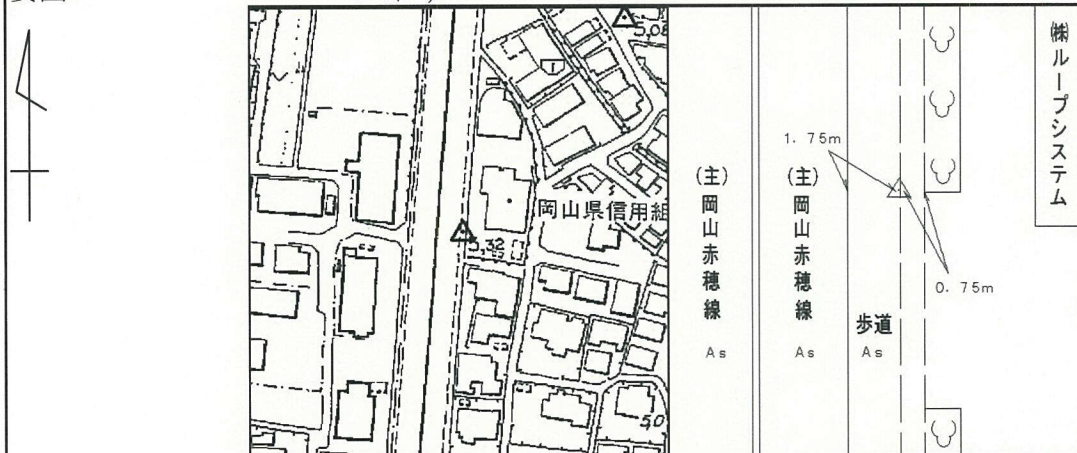 5,08
岡山県信用組
5,32
50
(主)岡山赤穂線
As
(主)岡山赤穂線
As
1.75m
歩道
As
0.75m
㈱ループシステム